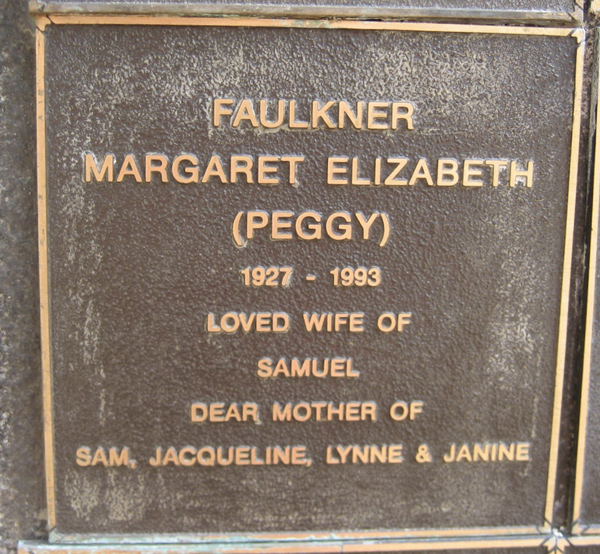 FAULKNER
MARGARET ELIZABETH
(PEGGY)
1927 - 1993
LOVED WIFE OF
SAMUEL
DEAR MOTHER OF
SAM, JACQUELINE, LYNNE & JANINE